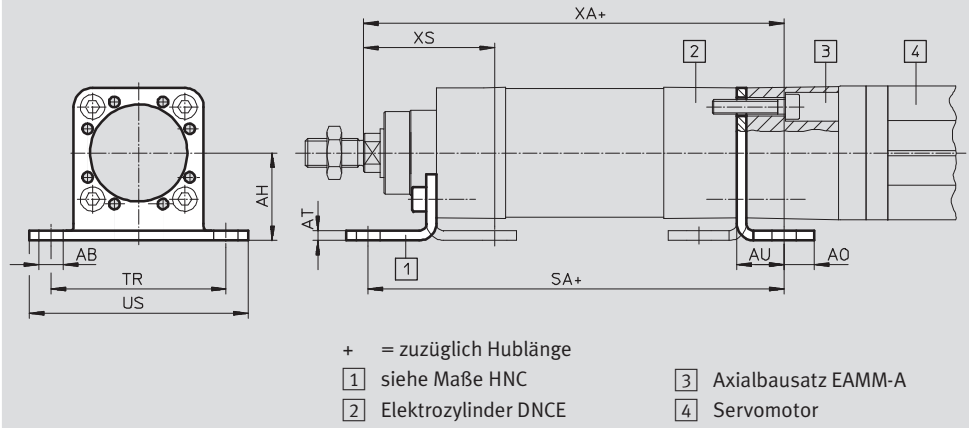 XA+
XS
2
3
4
AH
AT
AB
TR
US
1
SA+
AU
AO
+ = zuzüglich Hublänge
1 siehe Maße HNC
2 Elektrozylinder DNCE
3 Axialbausatz EAMM-A
4 Servomotor